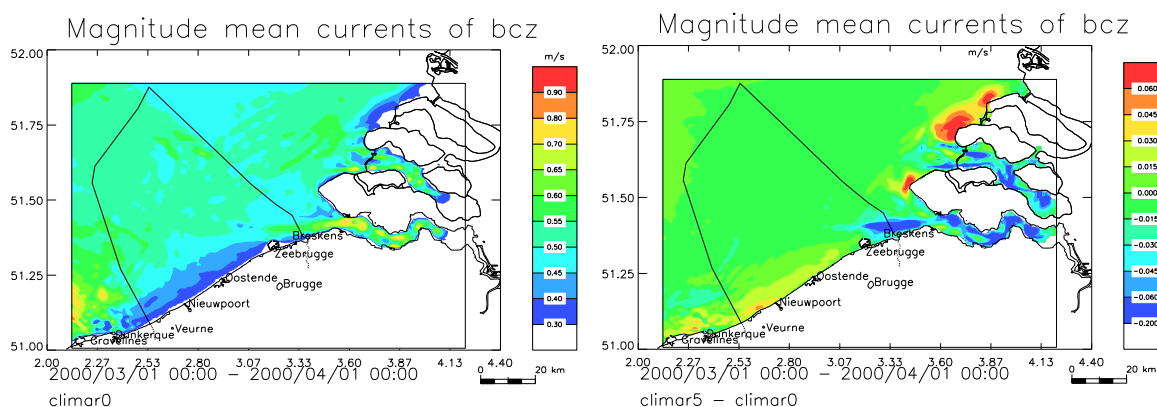 Magnitude mean currents of bcz
52.00
51.75
51.50
51.25
51.00
2.00 2.27 2.53 2.80 3.07 3.33 3.60 3.87 4.13 4.40
Breskens
Zeebrugge
Oostende
Brugge
Nieuwpoort
Veurne
Dunkerque
Gravelines
m/s
0.90
0.80
0.70
0.65
0.60
0.55
0.50
0.45
0.40
0.30
2000/03/01 00:00 - 2000/04/01 00:00
0 20 km
climar0
Magnitude mean currents of bcz
52.00
51.75
51.50
51.25
51.00
2.00 2.27 2.53 2.80 3.07 3.33 3.60 3.87 4.13 4.40
Breskens
Zeebrugge
Oostende
Brugge
Nieuwpoort
Veurne
Dunkerque
Gravelines
m/s
0.060
0.045
0.030
0.015
0.000
-0.015
-0.030
-0.045
-0.060
-0.200
2000/03/01 00:00 - 2000/04/01 00:00
0 20 km
climar5 - climar0